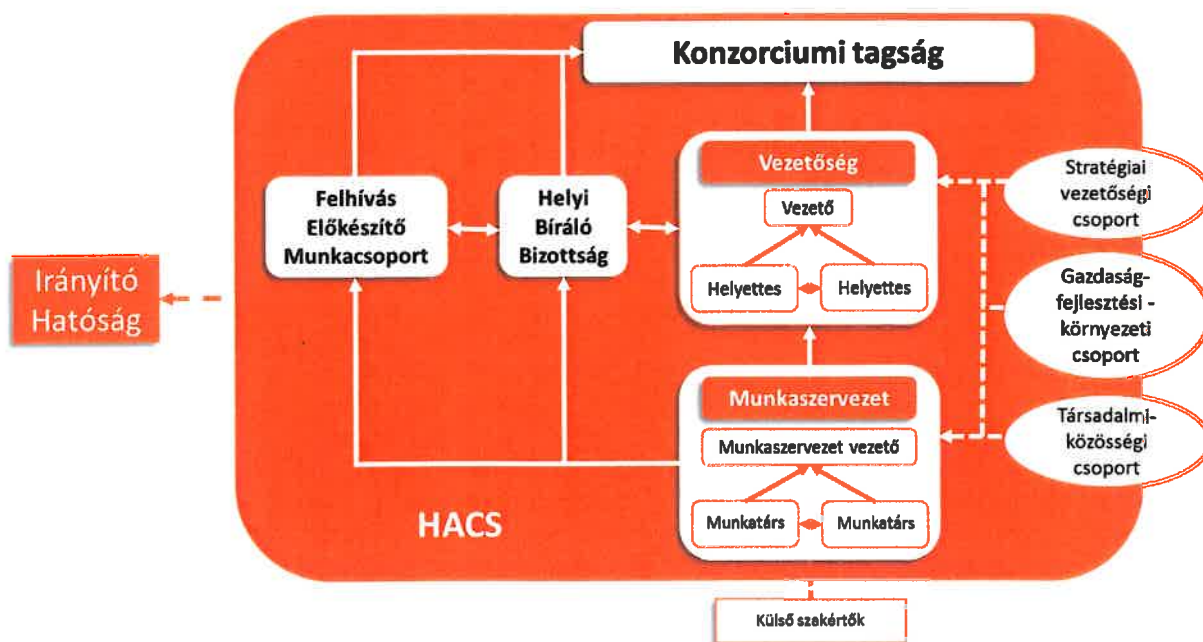 Konzorciumi tagság
Felhívás
Előkészítő
Munkacsoport
Helyi
Bíráló
Bizottság
Vezetőség
Vezető
Helyettes
Helyettes
Stratégiai
vezetőségi
csoport
Irányító
Hatóság
Gazdaság-
fejlesztési -
környezeti
csoport
Munkaszervezet
Munkaszervezet vezető
Munkatárs
Munkatárs
Társadalmi-
közösségi
csoport
HACS
Külső szakértők